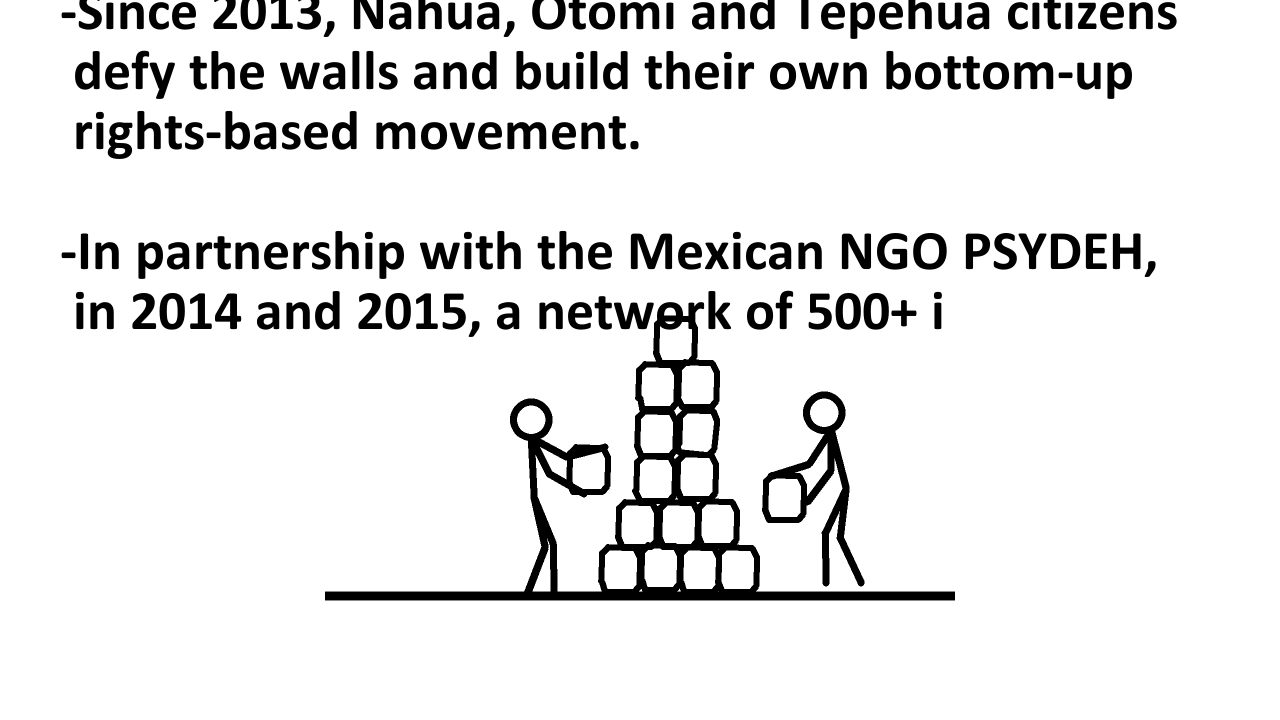 -Since 2013, Nahua, Otomi and Tepehua citizens
defy the walls and build their own bottom-up
rights-based movement.
-In partnership with the Mexican NGO PSYDEH,
in 2014 and 2015, a network of 500+ i